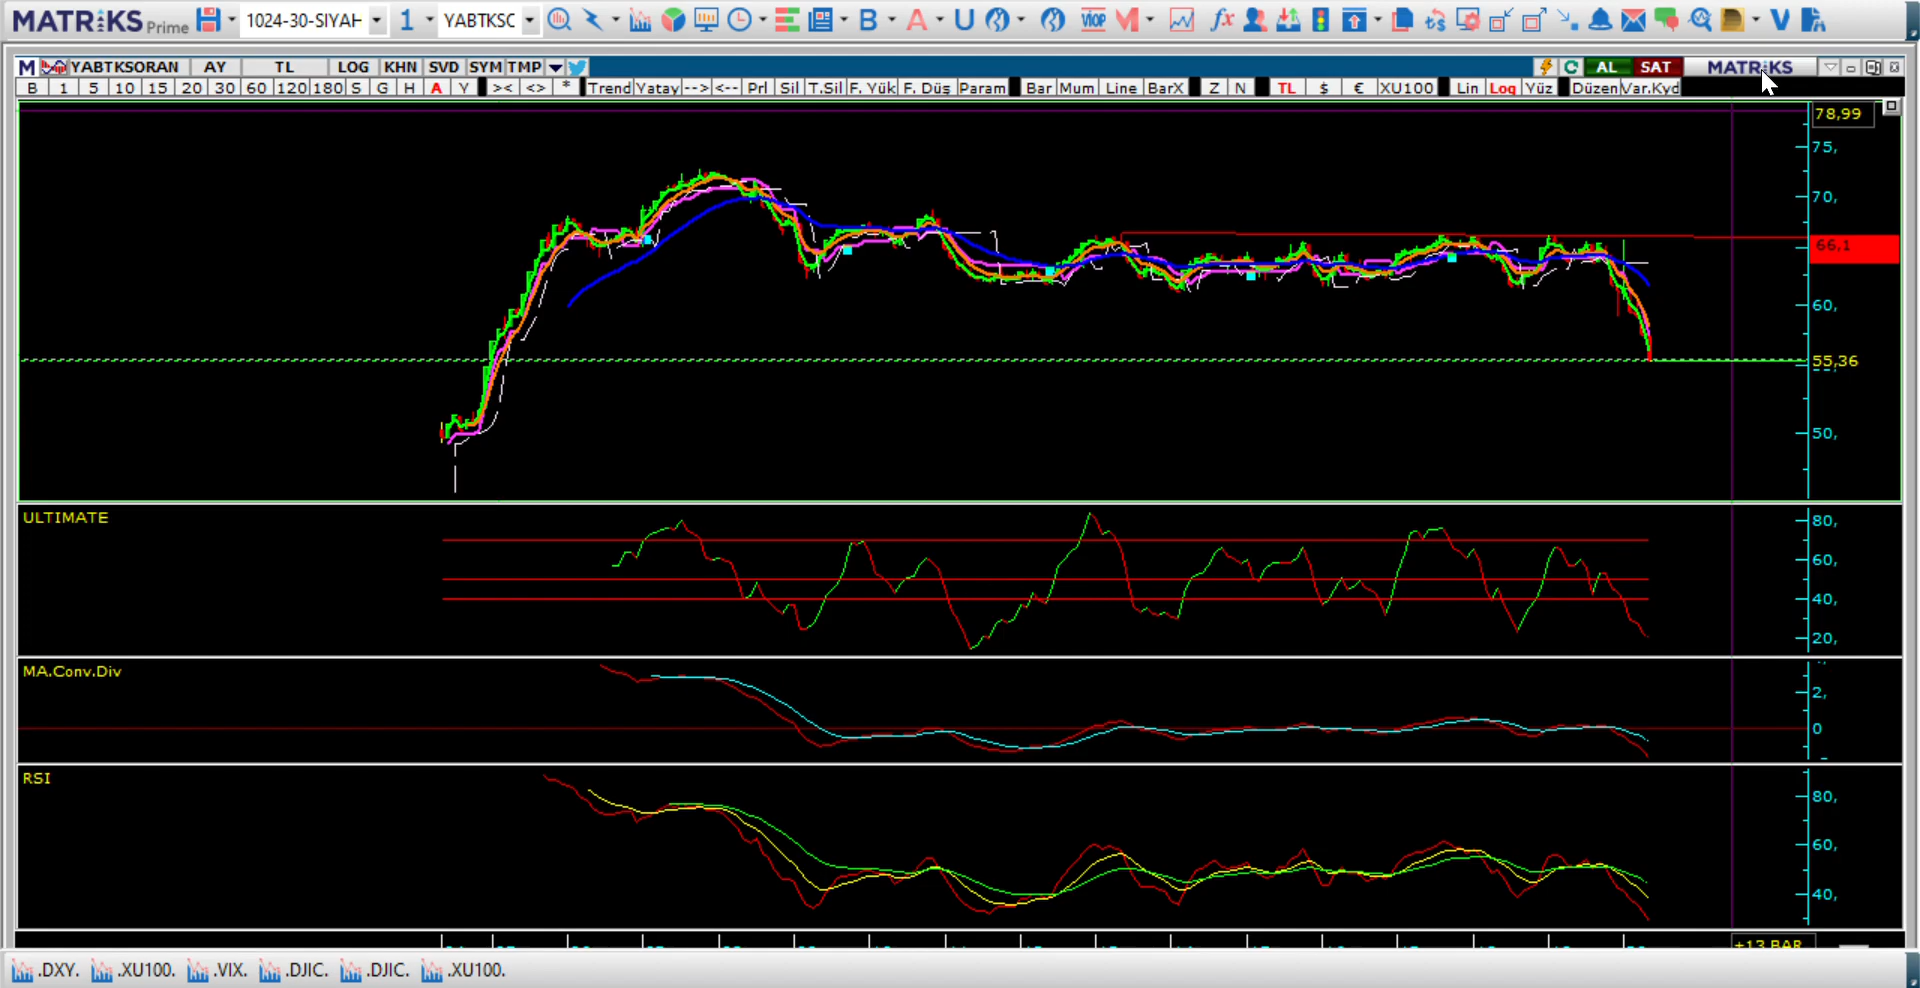 MATRiKS Prime 1024-30-SIYAH 1 YABTKSC B A U VIOP M fx V
M YABTKSORAN AY TL LOG KHN SVD SYM TMP AL SAT MATRiKS
B 1 5 10 15 20 30 60 120 180 S G H A Y >< <> * Trend Yatay --> <-- Prl Sil T.Sil F. Yük F. Düş Param Bar Mum Line BarX Z N TL $ € XU100 Lin Log Yüz Düzen Var.Kyd
78,99
75,
70,
66,1
60,
55,36
50,
ULTIMATE
80,
60,
40,
20,
MA.Conv.Div
2,
0
RSI
80,
60,
40,
+13 BAR
.DXY. .XU100. .VIX. .DJIC. .DJIC. .XU100.